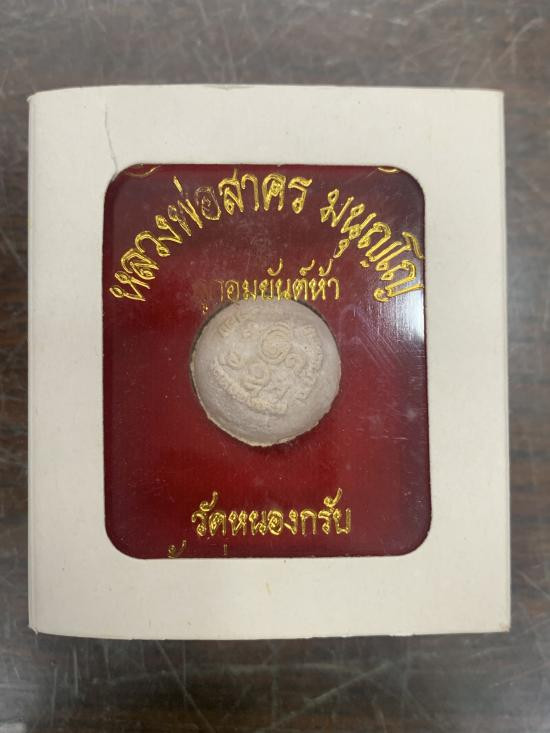 หลวงพ่อสาคร มนุญโญ
ลูกอมยันต์ห้า
วัดหนองกรับ